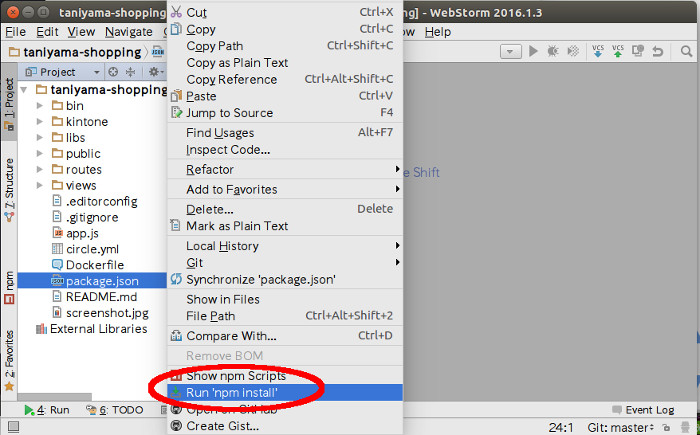 taniyama-shopping
ing] - WebStorm 2016.1.3
File Edit View Navi
ow Help
taniyama-shopping
JSON
Project
taniyama-shopping
bin
kintone
libs
public
routes
views
.editorconfig
.gitignore
app.js
circle.yml
Dockerfile
package.json
README.md
screenshot.jpg
External Libraries
1: Project
7: Structure
npm
2: Favorites
Cut Ctrl+X
Copy Ctrl+C
Copy Path Ctrl+Shift+C
Copy as Plain Text
Copy Reference Ctrl+Alt+Shift+C
Paste Ctrl+V
Jump to Source F4
Find Usages Alt+F7
Inspect Code...
Refactor
Add to Favorites
Delete... Delete
Mark as Plain Text
Local History
Git
Synchronize 'package.json'
Show in Files
File Path Ctrl+Alt+Shift+2
Compare With... Ctrl+D
Remove BOM
Show npm Scripts
Run 'npm install'
Open on GitHub
Create Gist...
VCS VCS
e Shift
4: Run 6: TODO
Event Log
24:1 Git: master